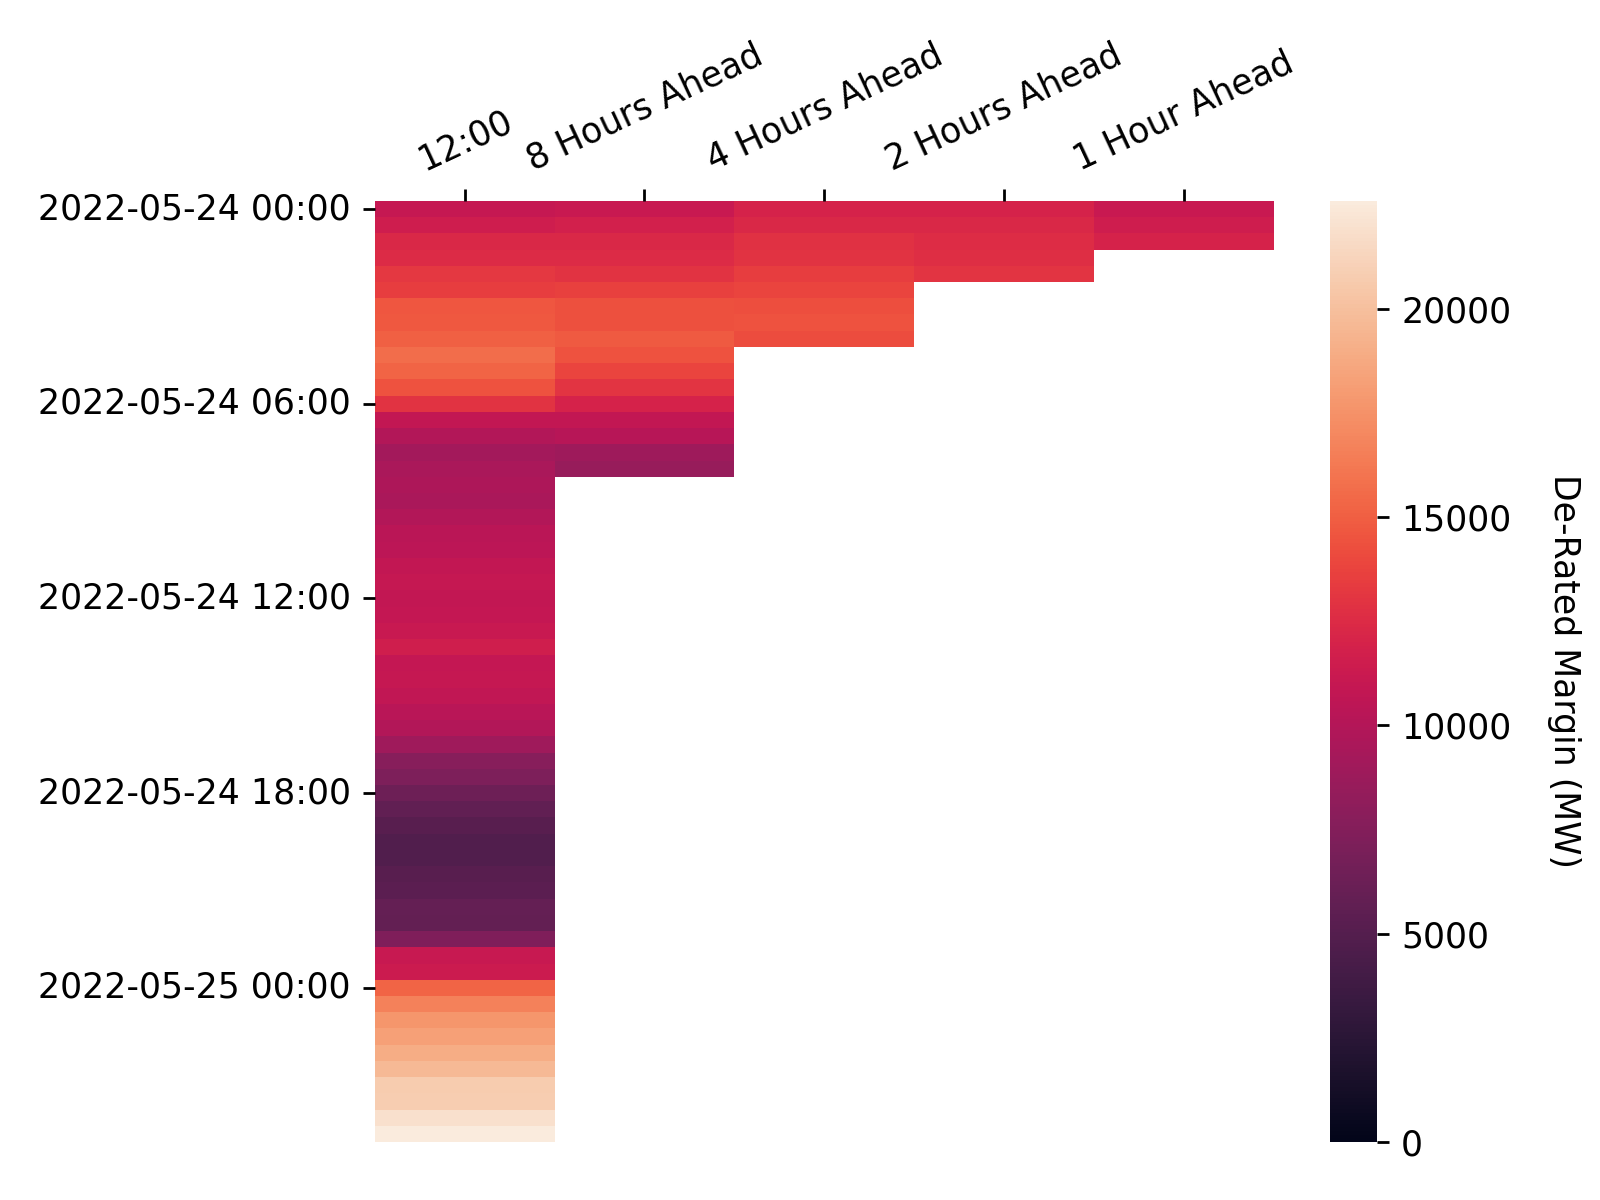 12:00
8 Hours Ahead
4 Hours Ahead
2 Hours Ahead
1 Hour Ahead
2022-05-24 00:00
2022-05-24 06:00
2022-05-24 12:00
2022-05-24 18:00
2022-05-25 00:00
20000
15000
10000
5000
0
De-Rated Margin (MW)